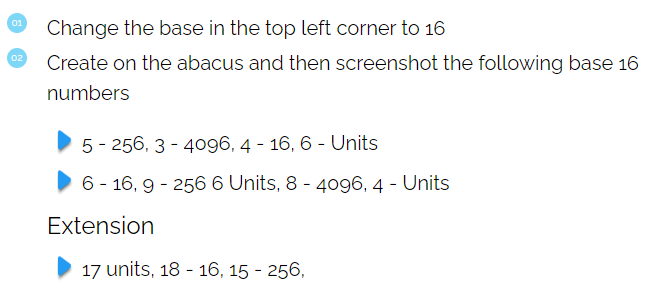 01 Change the base in the top left corner to 16
02 Create on the abacus and then screenshot the following base 16
numbers
5 - 256, 3 - 4096, 4 - 16, 6 - Units
6 - 16, 9 - 256 6 Units, 8 - 4096, 4 - Units
Extension
17 units, 18 - 16, 15 - 256,